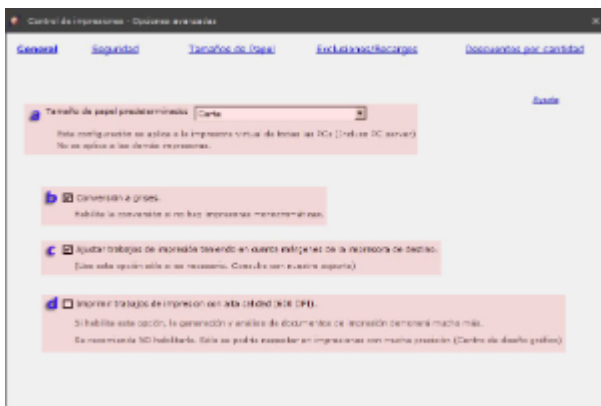 Control de impresiones - Opciones avanzadas
General Seguridad Tamaños de Papel Exclusiones/Recargos Descuentos por cantidad
Ayuda
a Tamaño de papel predeterminado Carta
Esta configuración se aplica a la impresora virtual de todas las PCs (Incluye PC server)
No se aplica a las demás impresoras.
b Conversión a grises.
Habilite la conversión si no hay impresoras monocromáticas.
c Ajustar trabajos de impresión teniendo en cuenta márgenes de la impresora de destino.
(Use esta opción sólo si es necesario. Consulte con nuestro soporte)
d Imprimir trabajos de impresion con alta calidad (600 DPI).
Si habilita esta opción, la generación y análisis de documentos de impresión demorará mucho más.
Se recomienda NO habilitarla. Sólo se podría necesitar en impresiones con mucha precisión (Centro de diseño gráfico)